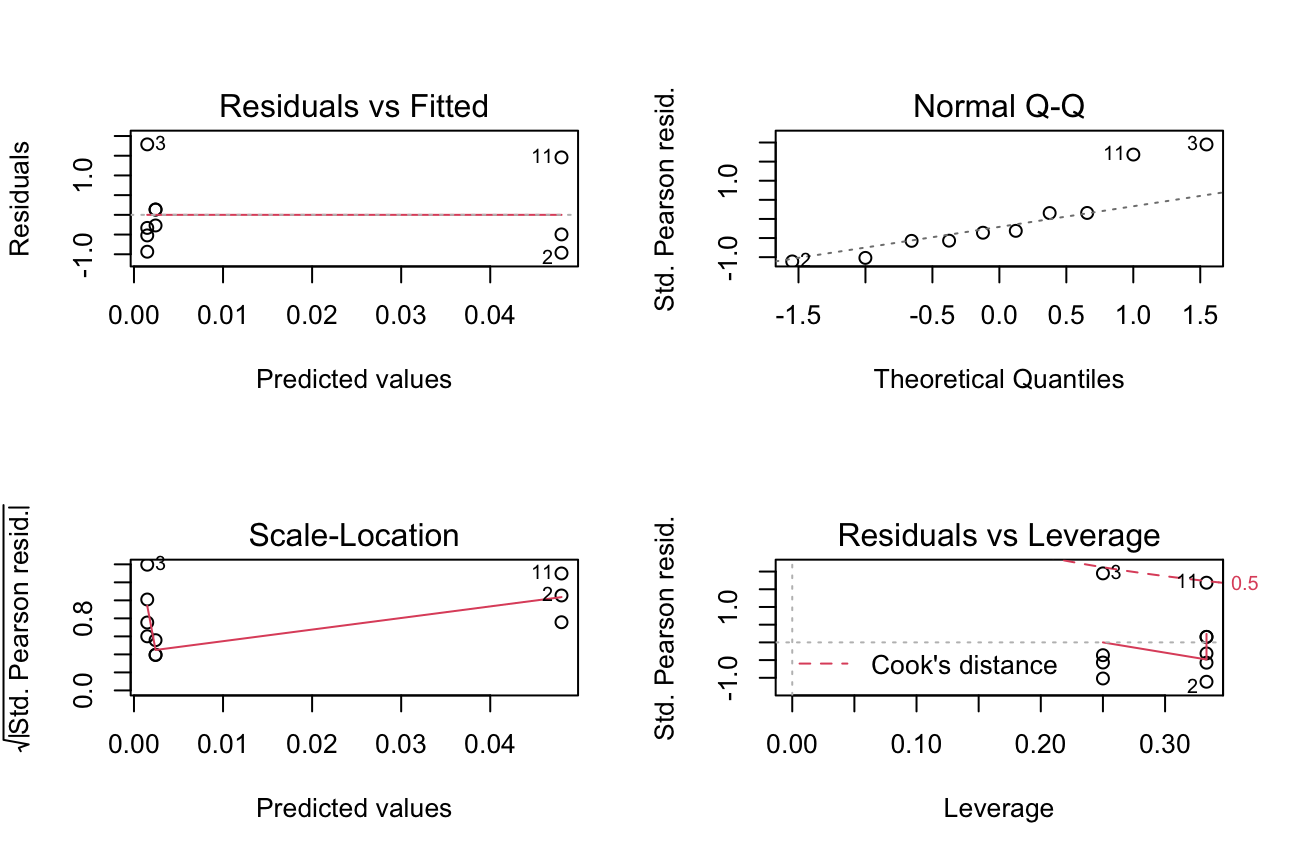 Residuals vs Fitted
Residuals
1.0
-1.0
3
11
2
0.00 0.01 0.02 0.03 0.04
Predicted values
Normal Q-Q
Std. Pearson resid.
1.0
-1.0
3
11
2
-1.5 -0.5 0.0 0.5 1.0 1.5
Theoretical Quantiles
Scale-Location
√|Std. Pearson resid.|
0.8
0.0
3
11
2
0.00 0.01 0.02 0.03 0.04
Predicted values
Residuals vs Leverage
Std. Pearson resid.
1.0
-1.0
3
11
0.5
Cook's distance
2
0.00 0.10 0.20 0.30
Leverage